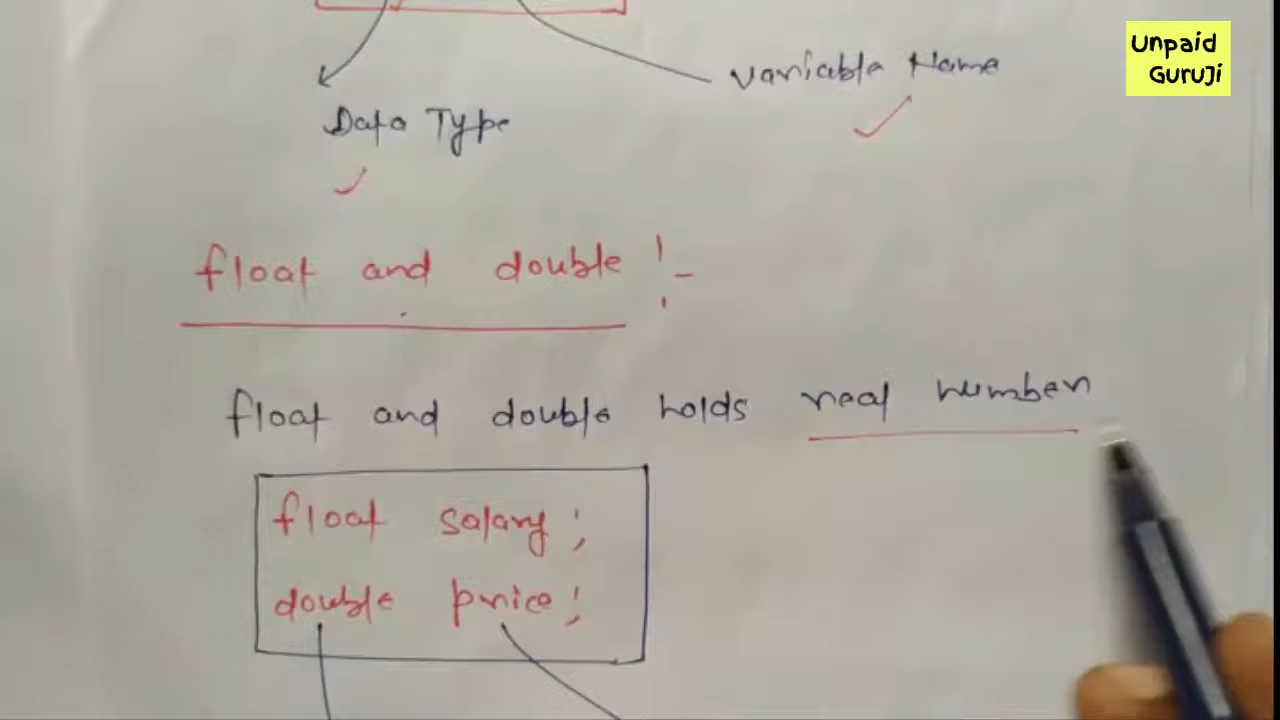 Unpaid
Guruji
Variable Name
Data Type
float and double :-
float and double holds real number
float salary;
double price;